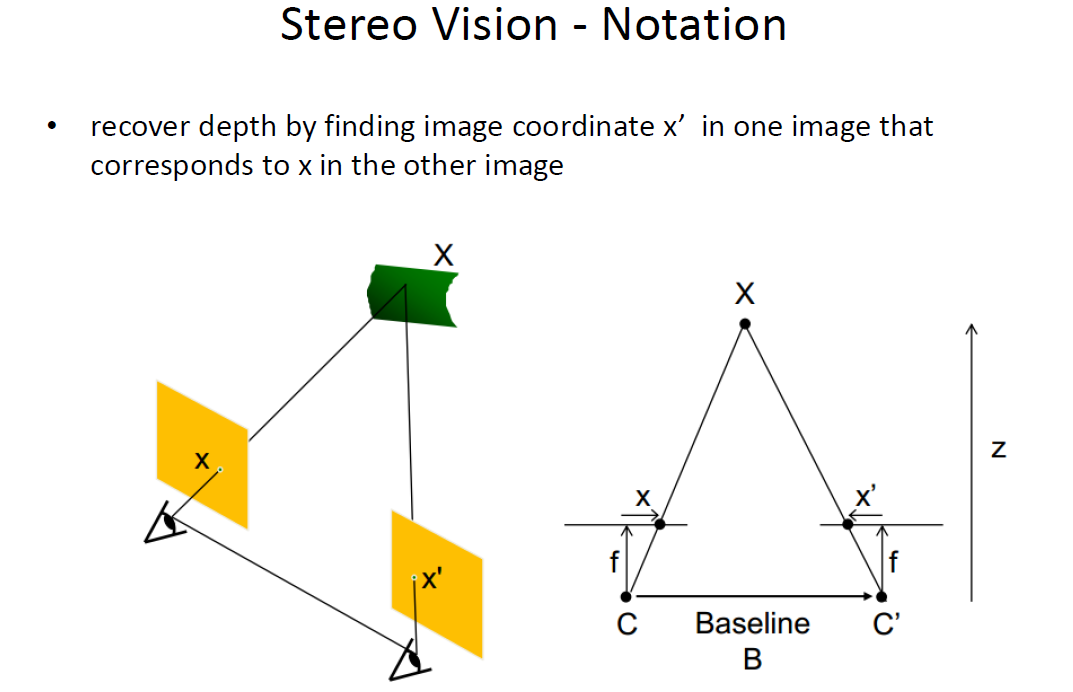 Stereo Vision - Notation
• recover depth by finding image coordinate x’ in one image that
corresponds to x in the other image
X
x
x'
X
x
x’
z
f
f
C
Baseline
B
C’